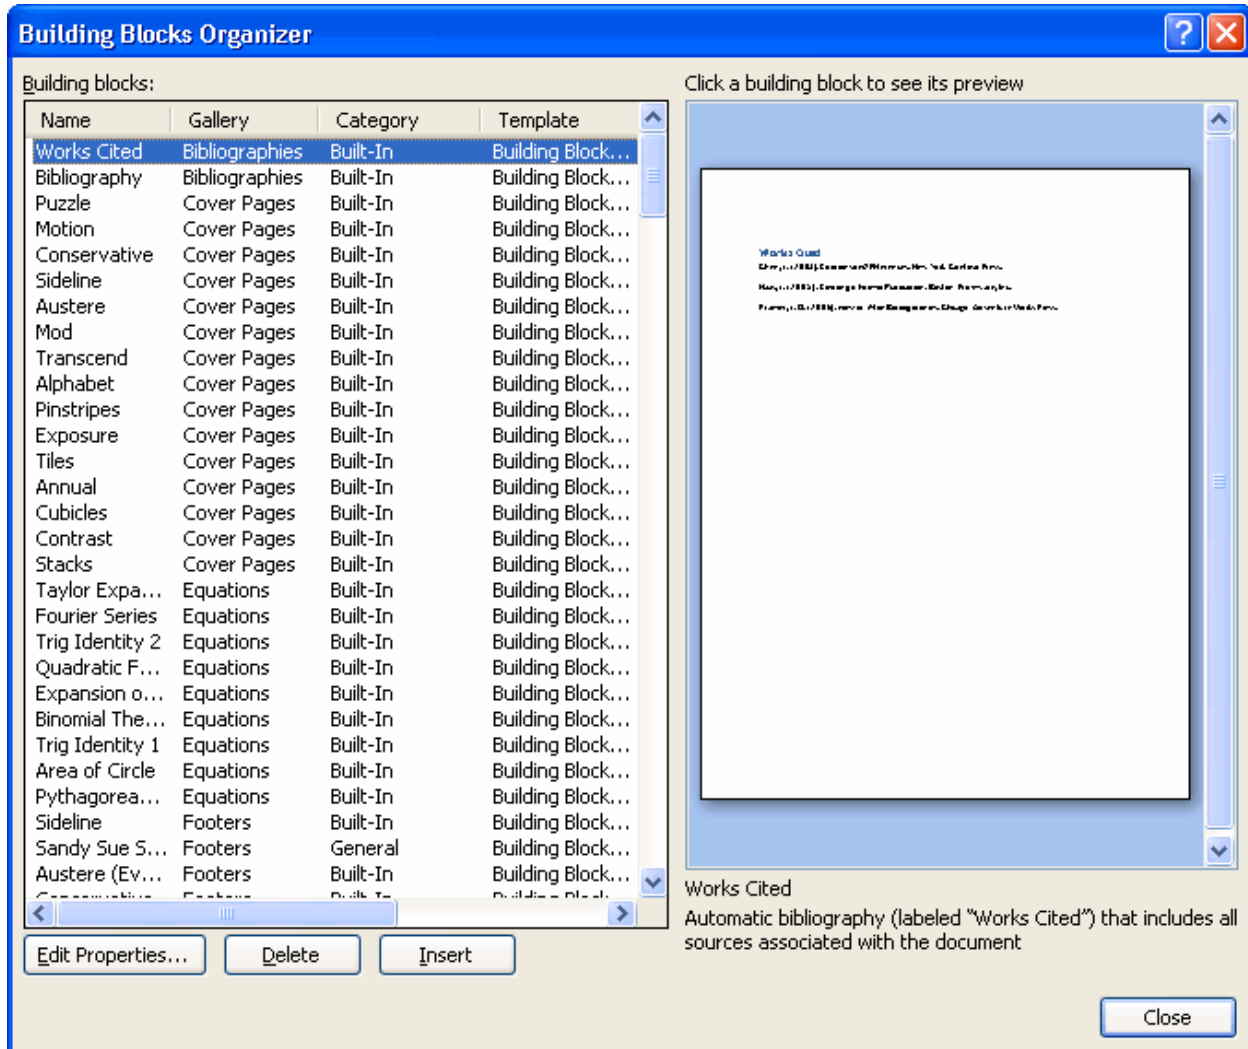 Building Blocks Organizer
Building blocks:
Name Gallery Category Template
Works Cited Bibliographies Built-In Building Block...
Bibliography Bibliographies Built-In Building Block...
Puzzle Cover Pages Built-In Building Block...
Motion Cover Pages Built-In Building Block...
Conservative Cover Pages Built-In Building Block...
Sideline Cover Pages Built-In Building Block...
Austere Cover Pages Built-In Building Block...
Mod Cover Pages Built-In Building Block...
Transcend Cover Pages Built-In Building Block...
Alphabet Cover Pages Built-In Building Block...
Pinstripes Cover Pages Built-In Building Block...
Exposure Cover Pages Built-In Building Block...
Tiles Cover Pages Built-In Building Block...
Annual Cover Pages Built-In Building Block...
Cubicles Cover Pages Built-In Building Block...
Contrast Cover Pages Built-In Building Block...
Stacks Cover Pages Built-In Building Block...
Taylor Expa... Equations Built-In Building Block...
Fourier Series Equations Built-In Building Block...
Trig Identity 2 Equations Built-In Building Block...
Quadratic F... Equations Built-In Building Block...
Expansion o... Equations Built-In Building Block...
Binomial The... Equations Built-In Building Block...
Trig Identity 1 Equations Built-In Building Block...
Area of Circle Equations Built-In Building Block...
Pythagorea... Equations Built-In Building Block...
Sideline Footers Built-In Building Block...
Sandy Sue S... Footers General Building Block...
Austere (Ev... Footers Built-In Building Block...
Edit Properties... Delete Insert
Click a building block to see its preview
Works Cited
Works Cited
Automatic bibliography (labeled “Works Cited”) that includes all
sources associated with the document
Close